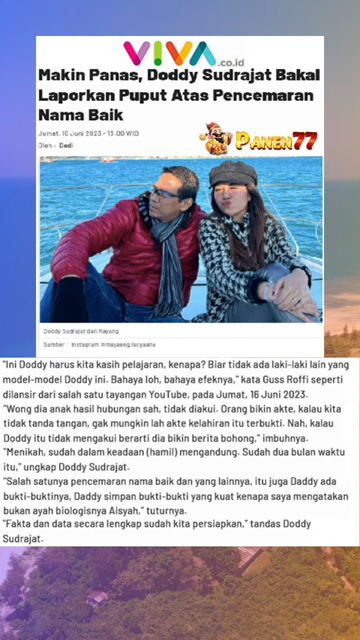 VIVA.co.id
Makin Panas, Doddy Sudrajat Bakal
Laporkan Puput Atas Pencemaran
Nama Baik
Jumat, 16 Juni 2023 - 13:00 WIB
Oleh : Dedi
PANEN77
Doddy Sudrajat dan Mayang
Sumber : Instagram
"Ini Doddy harus kita kasih pelajaran, kenapa? Biar tidak ada laki-laki lain yang
model-model Doddy ini. Bahaya loh, bahaya efeknya," kata Guss Roffi seperti
dilansir dari salah satu tayangan YouTube, pada Jumat, 16 Juni 2023.
"Wong dia anak hasil hubungan sah, tidak diakui. Orang bikin akte, kalau kita
tidak tanda tangan, gak mungkin lah akte kelahiran itu terbukti. Nah, kalau
Doddy itu tidak mengakui berarti dia bikin berita bohong," imbuhnya.
"Menikah, sudah dalam keadaan (hamil) mengandung. Sudah dua bulan waktu
itu," ungkap Doddy Sudrajat.
"Salah satunya pencemaran nama baik dan yang lainnya, itu juga Daddy ada
bukti-buktinya, Daddy simpan bukti-bukti yang kuat kenapa saya mengatakan
bukan ayah biologisnya Aisyah," tuturnya.
"Fakta dan data secara lengkap sudah kita persiapkan," tandas Doddy
Sudrajat.